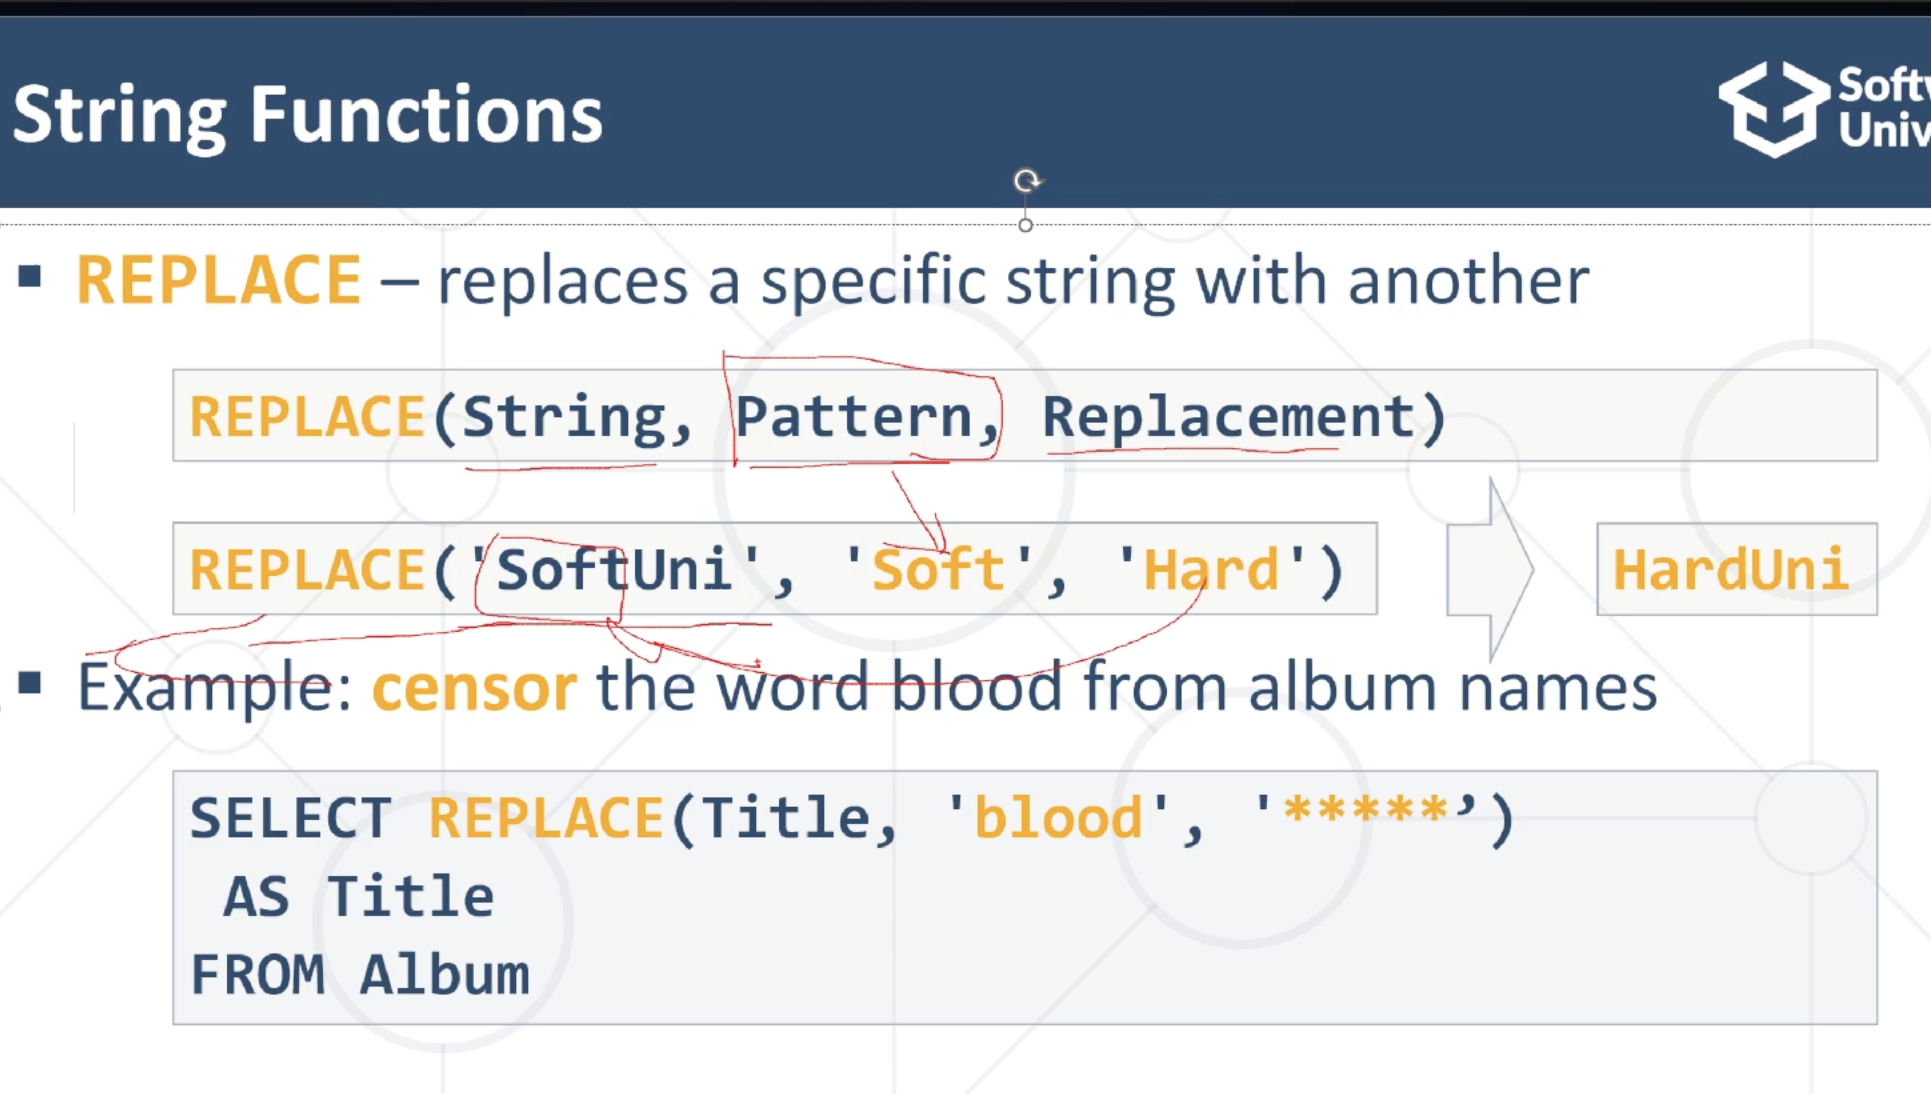 String Functions
Softw
Univ
▪ REPLACE – replaces a specific string with another
REPLACE(String, Pattern, Replacement)
REPLACE('SoftUni', 'Soft', 'Hard')
HardUni
▪ Example: censor the word blood from album names
SELECT REPLACE(Title, 'blood', '*****’)
AS Title
FROM Album